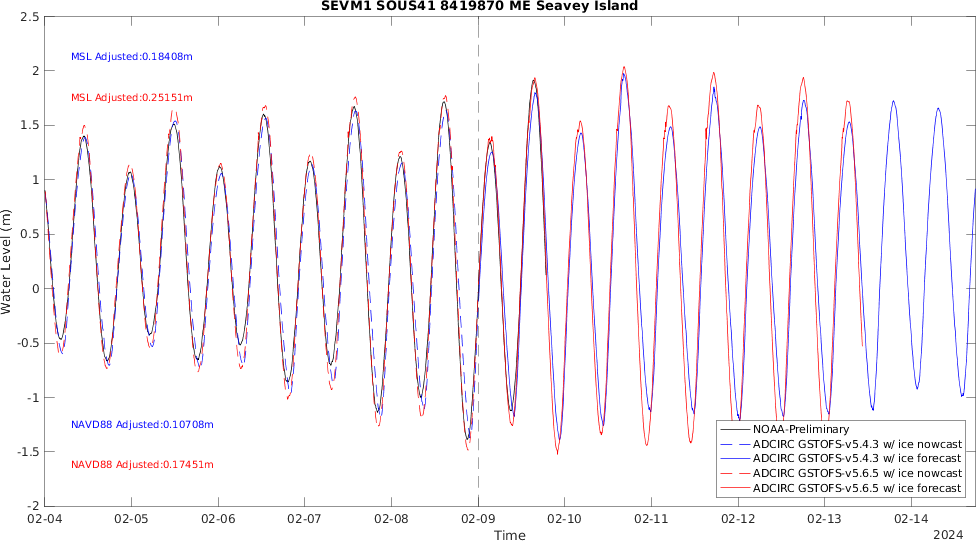 SEVM1 SOUS41 8419870 ME Seavey Island
2.5
2
1.5
1
0.5
0
-0.5
-1
-1.5
-2
Water Level (m)
MSL Adjusted:0.18408m
MSL Adjusted:0.25151m
NAVD88 Adjusted:0.10708m
NAVD88 Adjusted:0.17451m
NOAA-Preliminary
ADCIRC GSTOFS-v5.4.3 w/ ice nowcast
ADCIRC GSTOFS-v5.4.3 w/ ice forecast
ADCIRC GSTOFS-v5.6.5 w/ ice nowcast
ADCIRC GSTOFS-v5.6.5 w/ ice forecast
02-04 02-05 02-06 02-07 02-08 02-09 02-10 02-11 02-12 02-13 02-14
Time
2024